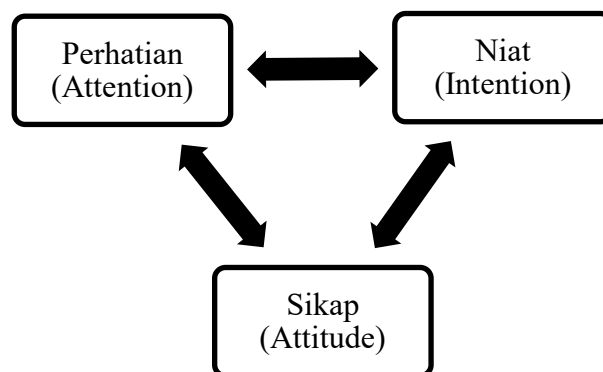 Perhatian
(Attention)
Niat
(Intention)
Sikap
(Attitude)